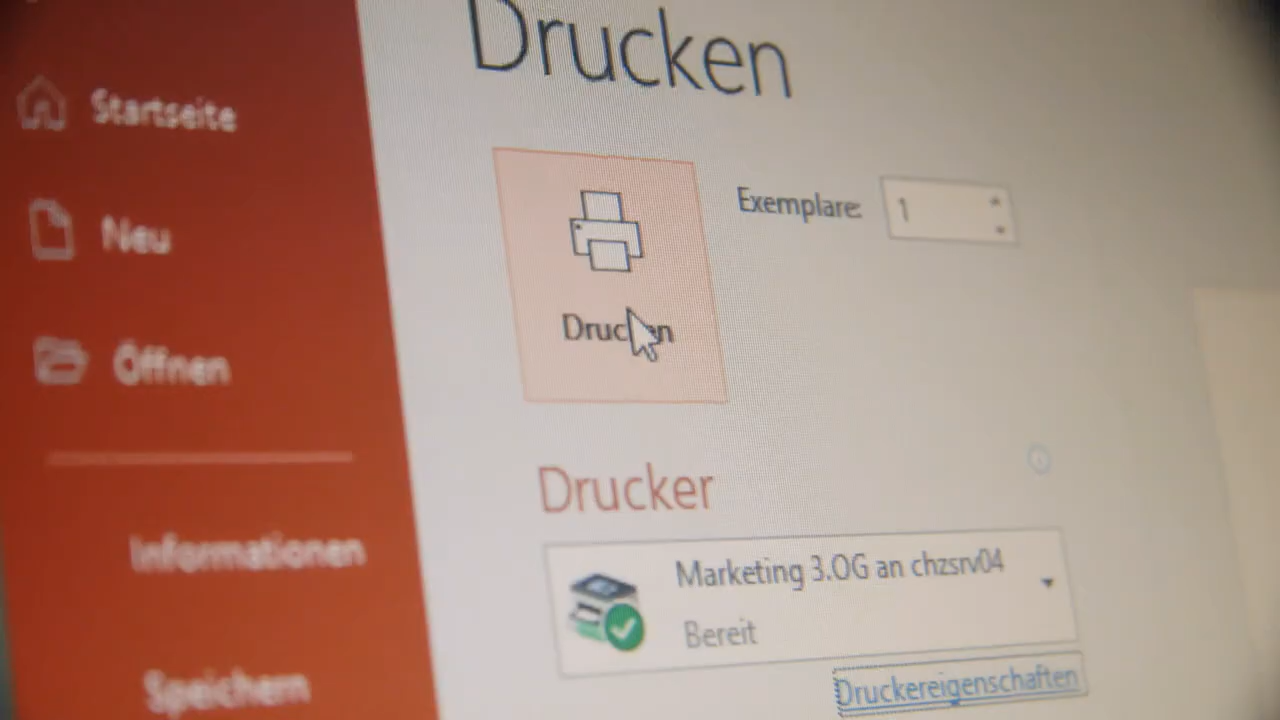 Drucken
Startseite
Neu
Öffnen
Informationen
Speichern
Exemplare:
1
Drucken
Drucker
Marketing 3.OG an chzsrv04
Bereit
Druckereigenschaften